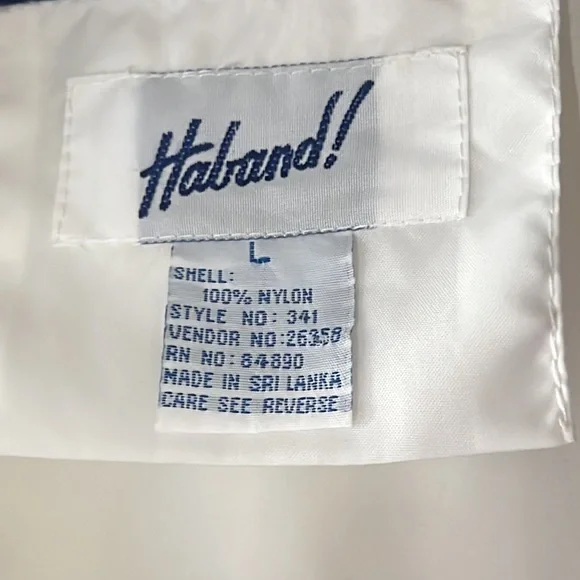 Haband!
L
SHELL:
100% NYLON
STYLE NO: 341
VENDOR NO:26358
RN NO: 84890
MADE IN SRI LANKA
CARE SEE REVERSE